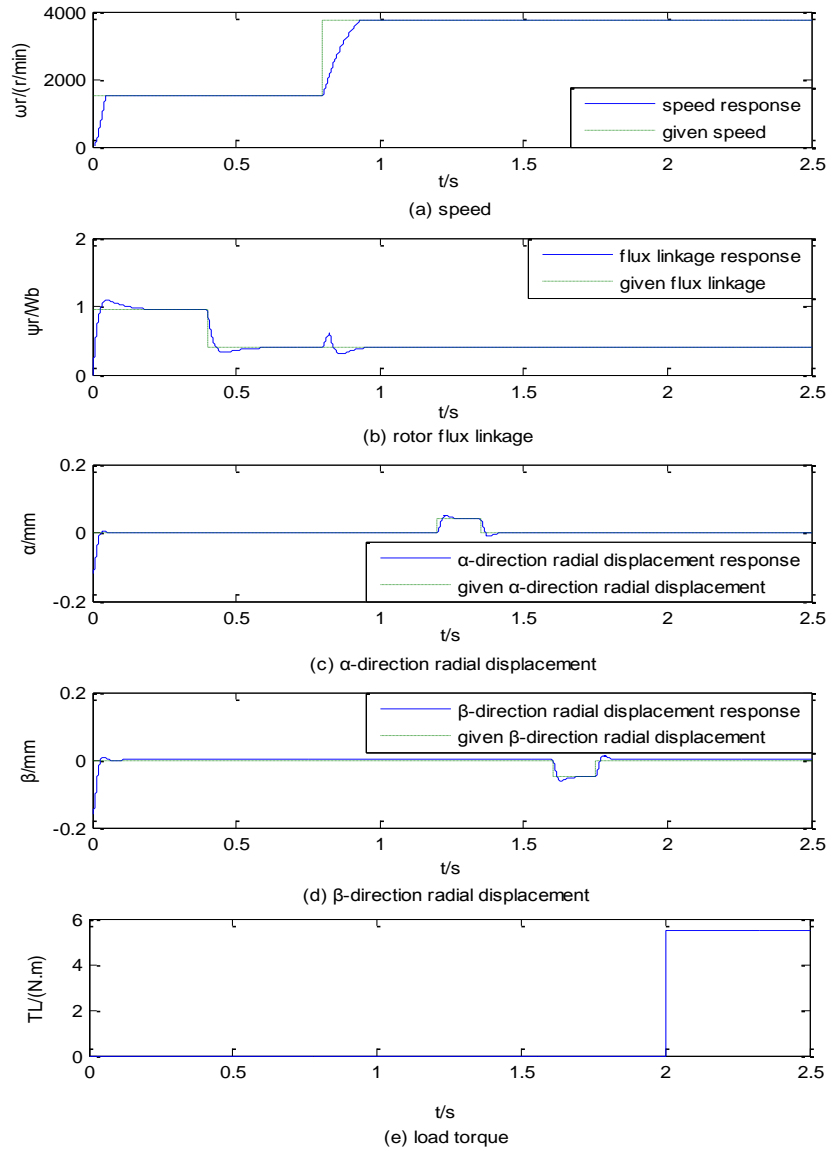 4000
2000
0
ωr/(r/min)
speed response
given speed
0 0.5 1 1.5 2 2.5
t/s
(a) speed
2
1
0
ψr/Wb
flux linkage response
given flux linkage
0 0.5 1 1.5 2 2.5
t/s
(b) rotor flux linkage
0.2
0
-0.2
α/mm
α-direction radial displacement response
given α-direction radial displacement
0 0.5 1 1.5 2 2.5
t/s
(c) α-direction radial displacement
0.2
0
-0.2
β/mm
β-direction radial displacement response
given β-direction radial displacement
0 0.5 1 1.5 2 2.5
t/s
(d) β-direction radial displacement
6
4
2
0
TL/(N.m)
0 0.5 1 1.5 2 2.5
t/s
(e) load torque